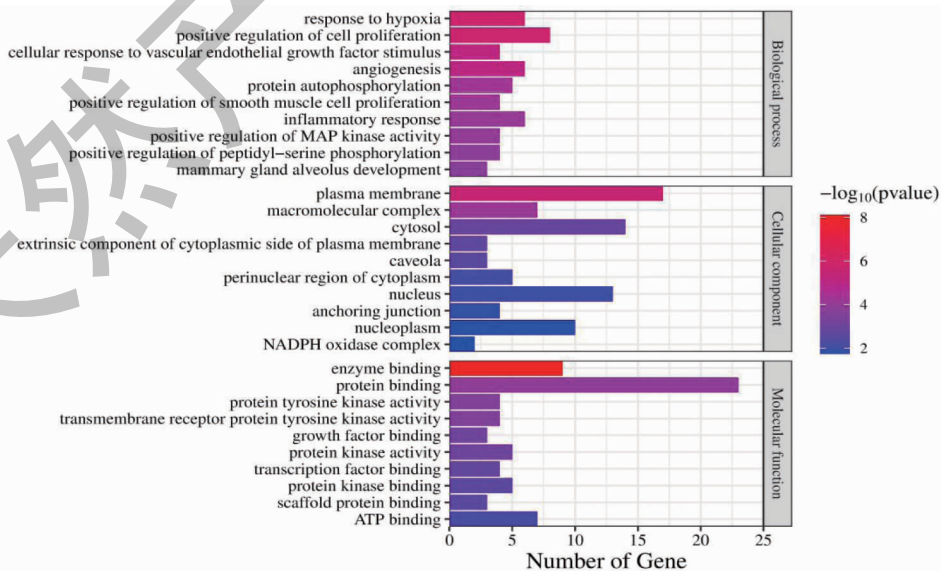 response to hypoxia
positive regulation of cell proliferation
cellular response to vascular endothelial growth factor stimulus
angiogenesis
protein autophosphorylation
positive regulation of smooth muscle cell proliferation
inflammatory response
positive regulation of MAP kinase activity
positive regulation of peptidyl−serine phosphorylation
mammary gland alveolus development
Biological process
plasma membrane
macromolecular complex
cytosol
extrinsic component of cytoplasmic side of plasma membrane
caveola
perinuclear region of cytoplasm
nucleus
anchoring junction
nucleoplasm
NADPH oxidase complex
Cellular component
enzyme binding
protein binding
protein tyrosine kinase activity
transmembrane receptor protein tyrosine kinase activity
growth factor binding
protein kinase activity
transcription factor binding
protein kinase binding
scaffold protein binding
ATP binding
Molecular function
0 5 10 15 20 25
Number of Gene
−log10(pvalue)
8
6
4
2
然